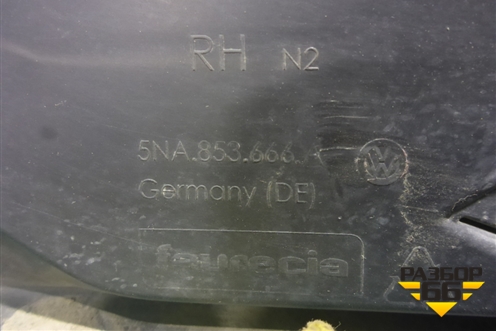 RH N2
5NA.853.666.
Germany (DE)
faurecia
РАЗБОР
66